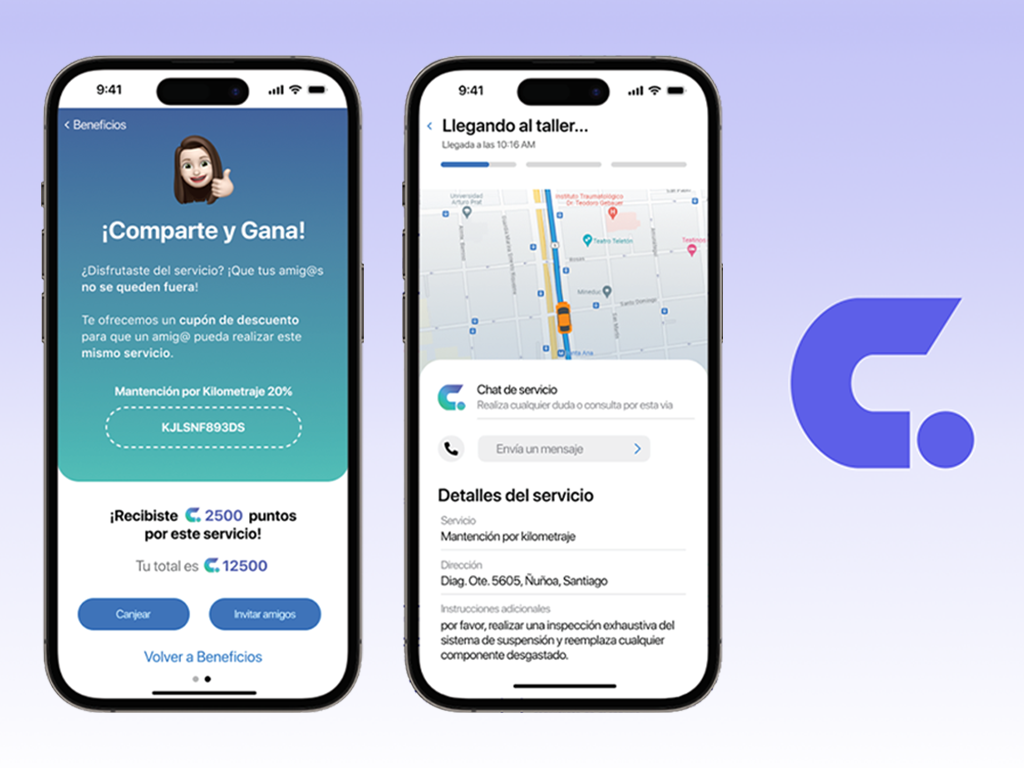 9:41
Beneficios
¡Comparte y Gana!
¿Disfrutaste del servicio? ¡Que tus amig@s
no se queden fuera!
Te ofrecemos un cupón de descuento
para que un amig@ pueda realizar este
mismo servicio.
Mantención por Kilometraje 20%
KJLSNF893DS
¡Recibiste C. 2500 puntos
por este servicio!
Tu total es C. 12500
Canjear
Invitar amigos
Volver a Beneficios
9:41
Llegando al taller...
Llegada a las 10:16 AM
Universidad
Arturo Prat
Instituto Traumatológico
Dr. Teodoro Gebauer
Teatro Teletón
Mineduc
Santo Domingo
Santa Ana
Chat de servicio
Realiza cualquier duda o consulta por esta via
Envía un mensaje
Detalles del servicio
Servicio
Mantención por kilometraje
Dirección
Diag. Ote. 5605, Ñuñoa, Santiago
Instrucciones adicionales
por favor, realizar una inspección exhaustiva del
sistema de suspensión y reemplaza cualquier
componente desgastado.
C.